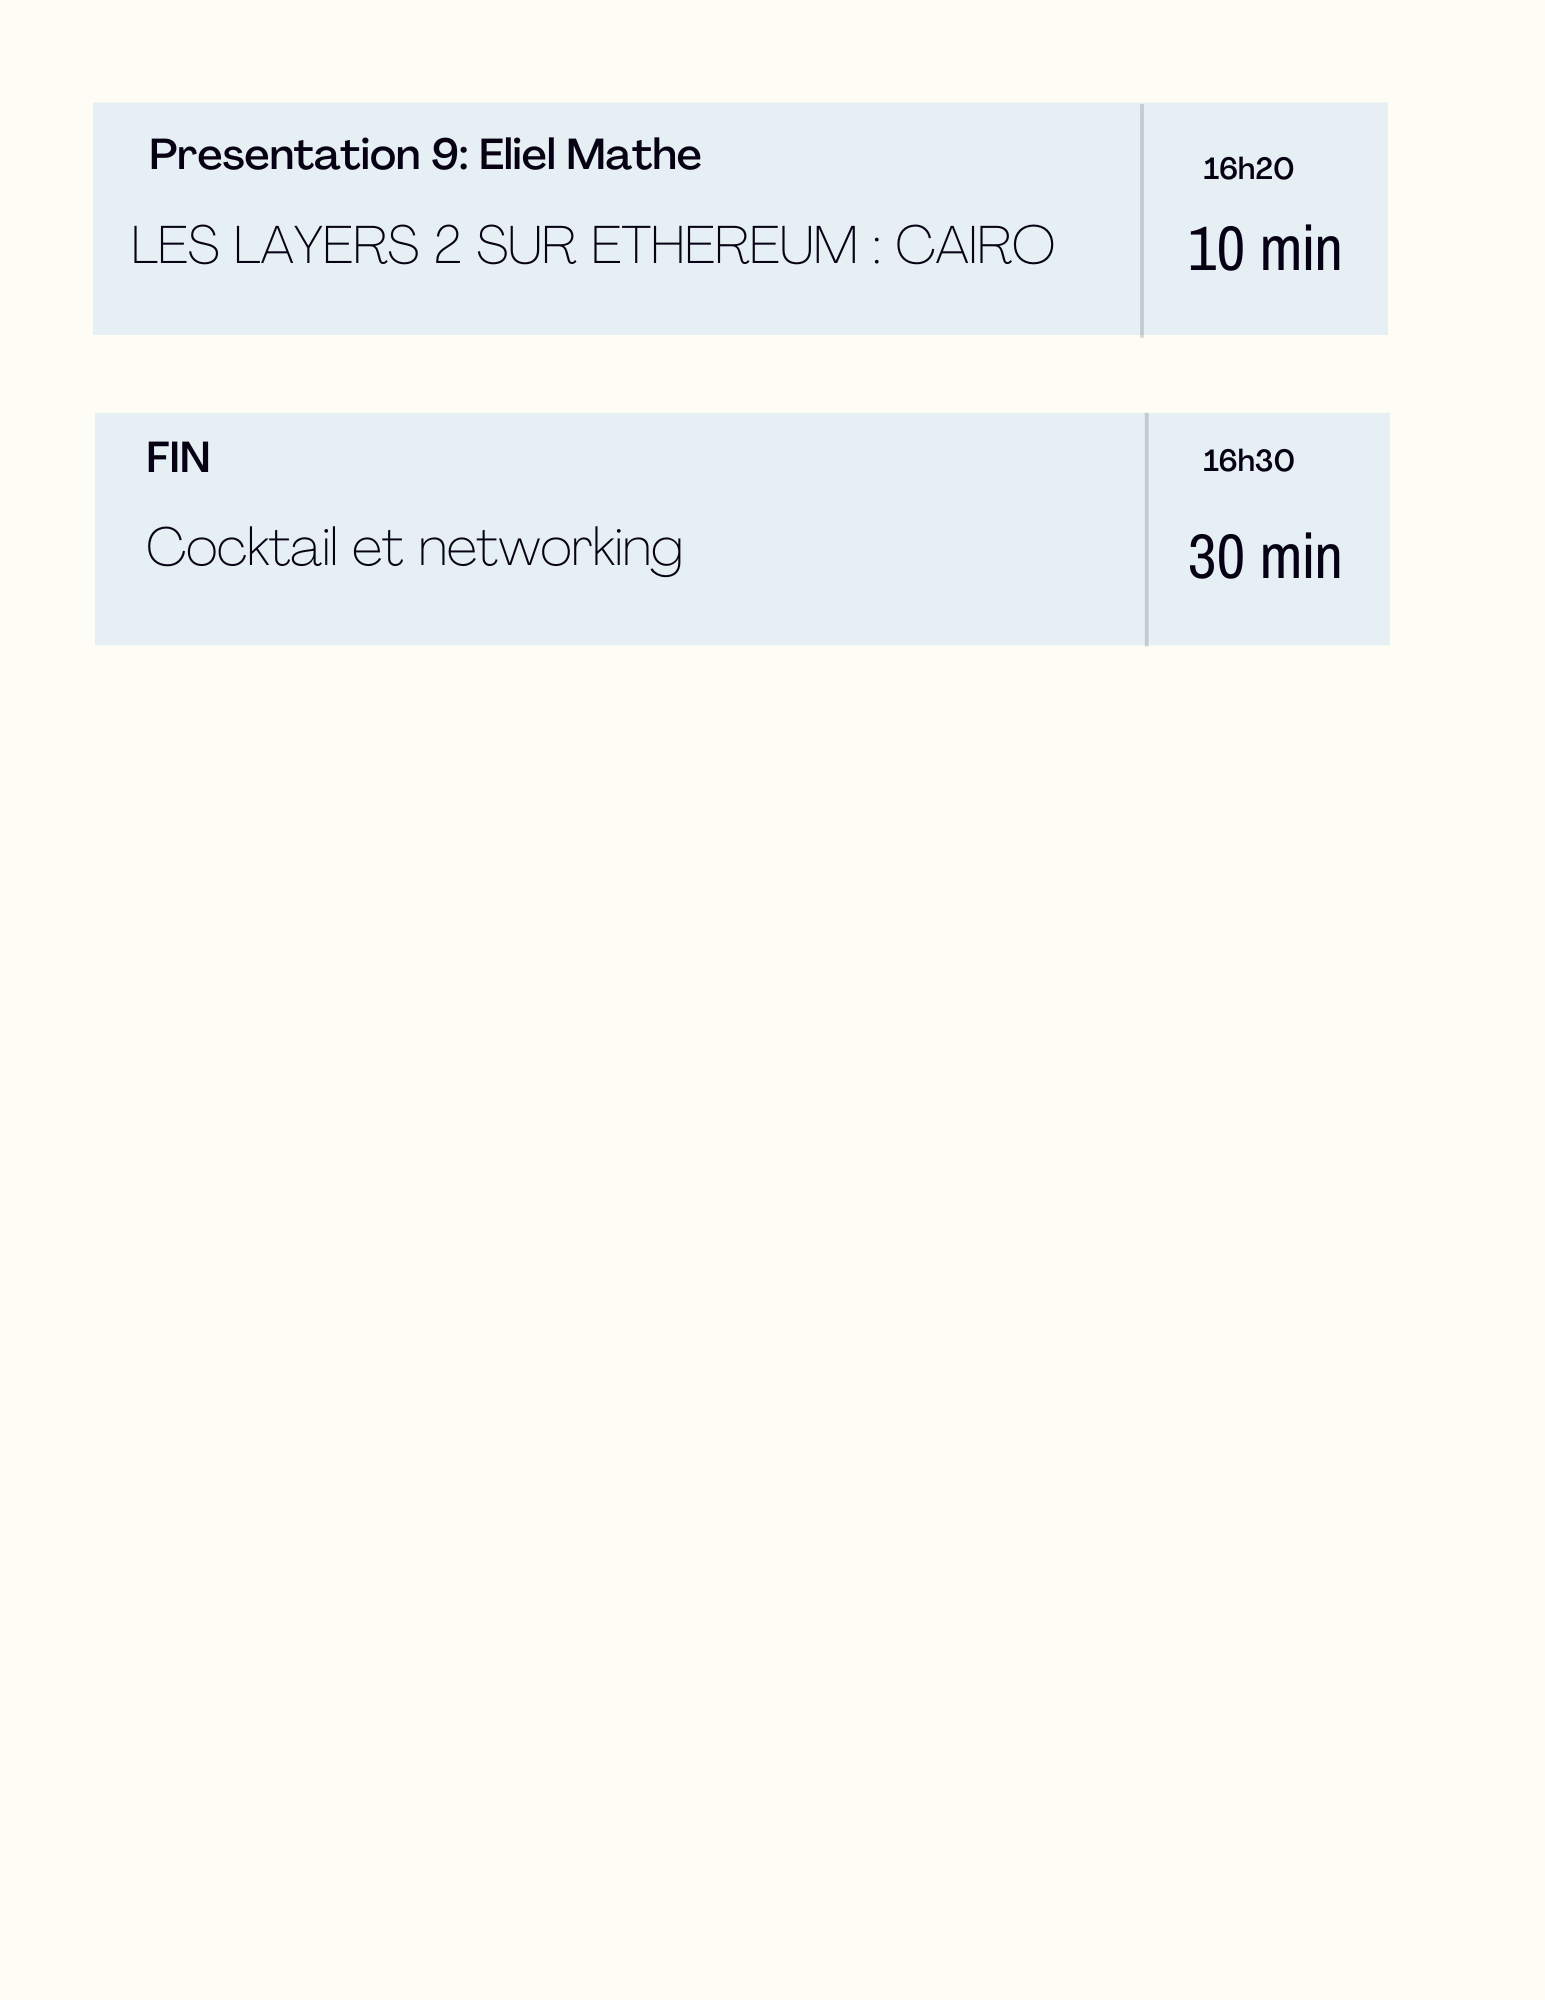 Presentation 9: Eliel Mathe
16h20
LES LAYERS 2 SUR ETHEREUM : CAIRO
10 min
FIN
16h30
Cocktail et networking
30 min